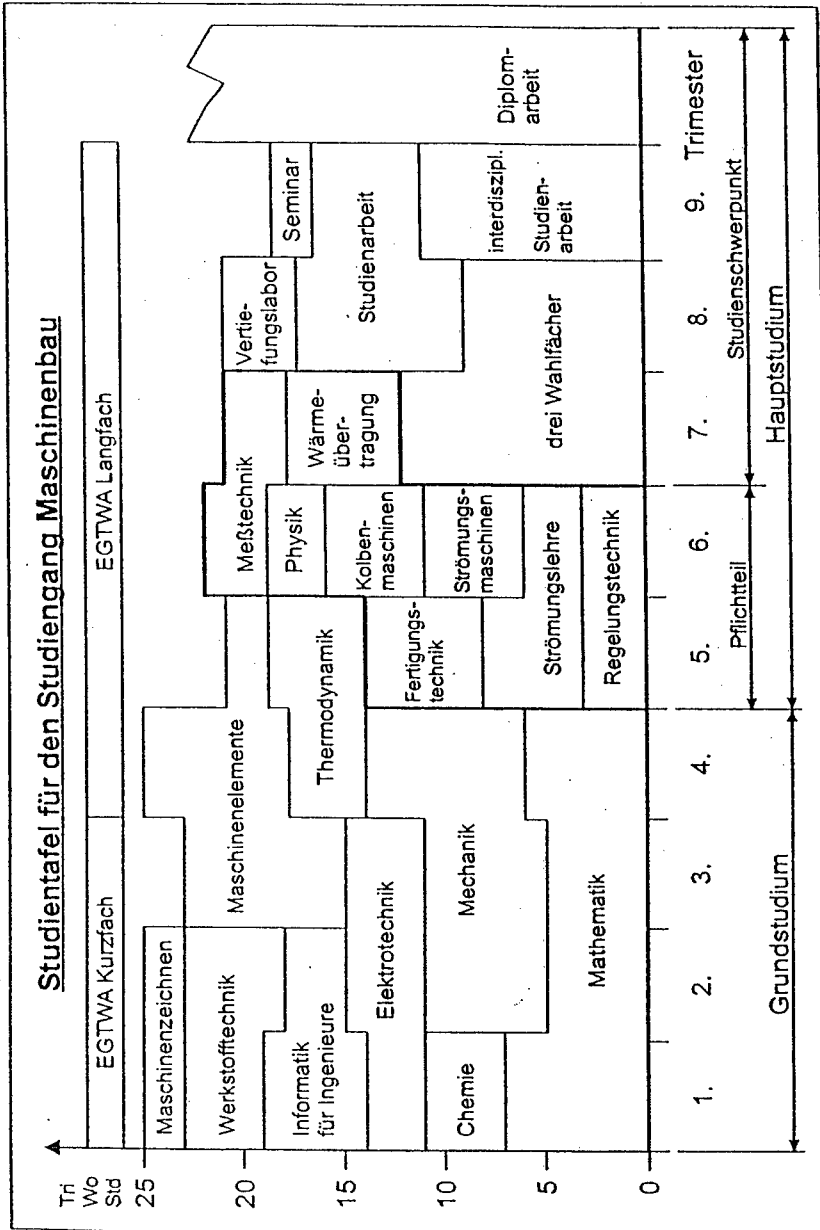 Studientafel für den Studiengang Maschinenbau
Tri
Wo
Std
EGTWA Kurzfach
EGTWA Langfach
25
20
15
10
5
0
Maschinenzeichnen
Werkstofftechnik
Informatik
für Ingenieure
Elektrotechnik
Chemie
Mechanik
Mathematik
Maschinenelemente
Thermodynamik
Fertigungs-
technik
Strömungslehre
Regelungstechnik
Meßtechnik
Physik
Kolben-
maschinen
Strömungs-
maschinen
Wärme-
über-
tragung
drei Wahlfächer
Vertie-
fungslabor
Studienarbeit
Seminar
interdiszipl.
Studien-
arbeit
Diplom-
arbeit
1.
2.
3.
4.
5.
6.
7.
8.
9.
Trimester
Pflichtteil
Studienschwerpunkt
Grundstudium
Hauptstudium